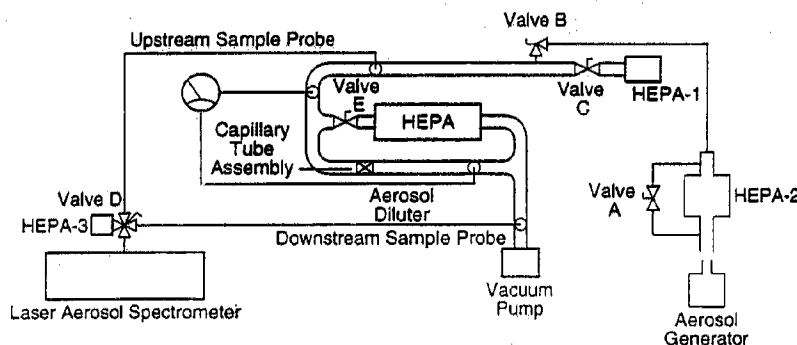 Valve B
Upstream Sample Probe
Valve
E
Valve
C
HEPA-1
HEPA
Capillary
Tube
Assembly
Aerosol
Diluter
Valve
A
HEPA-2
Valve D
HEPA-3
Downstream Sample Probe
Laser Aerosol Spectrometer
Vacuum
Pump
Aerosol
Generator